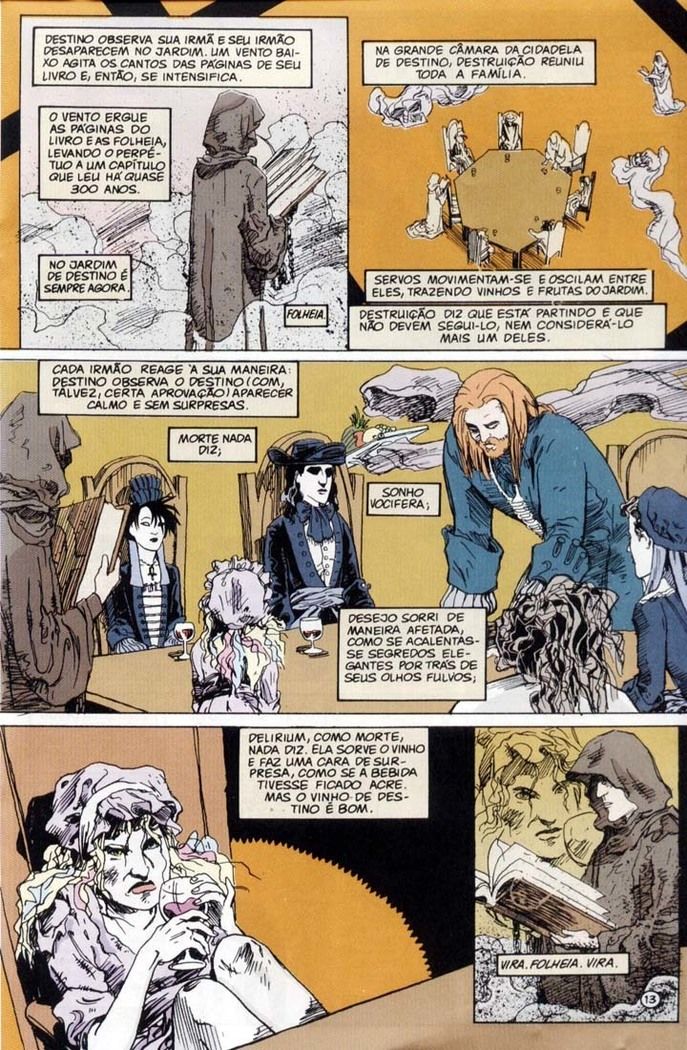 DESTINO OBSERVA SUA IRMÃ E SEU IRMÃO
DESAPARECEM NO JARDIM. UM VENTO BAI-
XO AGITA OS CANTOS DAS PÁGINAS DE SEU
LIVRO E, ENTÃO, SE INTENSIFICA.
O VENTO ERGUE
AS PÁGINAS DO
LIVRO E AS FOLHEIA,
LEVANDO O PERPÉ-
TUO A UM CAPÍTULO
QUE LEU HÁ QUASE
300 ANOS.
NO JARDIM
DE DESTINO É
SEMPRE AGORA.
FOLHEIA.
NA GRANDE CÂMARA DA CIDADELA
DE DESTINO, DESTRUIÇÃO REUNIU
TODA A FAMÍLIA.
SERVOS MOVIMENTAM-SE E OSCILAM ENTRE
ELES, TRAZENDO VINHOS E FRUTAS DO JARDIM.
DESTRUIÇÃO DIZ QUE ESTÁ PARTINDO E QUE
NÃO DEVEM SEGUI-LO, NEM CONSIDERÁ-LO
MAIS UM DELES.
CADA IRMÃO REAGE À SUA MANEIRA:
DESTINO OBSERVA O DESTINO (COM,
TALVEZ, CERTA APROVAÇÃO) APARECER
CALMO E SEM SURPRESAS.
MORTE NADA
DIZ;
SONHO
VOCIFERA;
DESEJO SORRI DE
MANEIRA AFETADA,
COMO SE ACALENTAS-
SE SEGREDOS ELE-
GANTES POR TRÁS DE
SEUS OLHOS FULVOS;
DELIRIUM, COMO MORTE,
NADA DIZ. ELA SORVE O VINHO
E FAZ UMA CARA DE SUR-
PRESA, COMO SE A BEBIDA
TIVESSE FICADO ACRE.
MAS O VINHO DE DES-
TINO É BOM.
VIRA. FOLHEIA. VIRA.
13